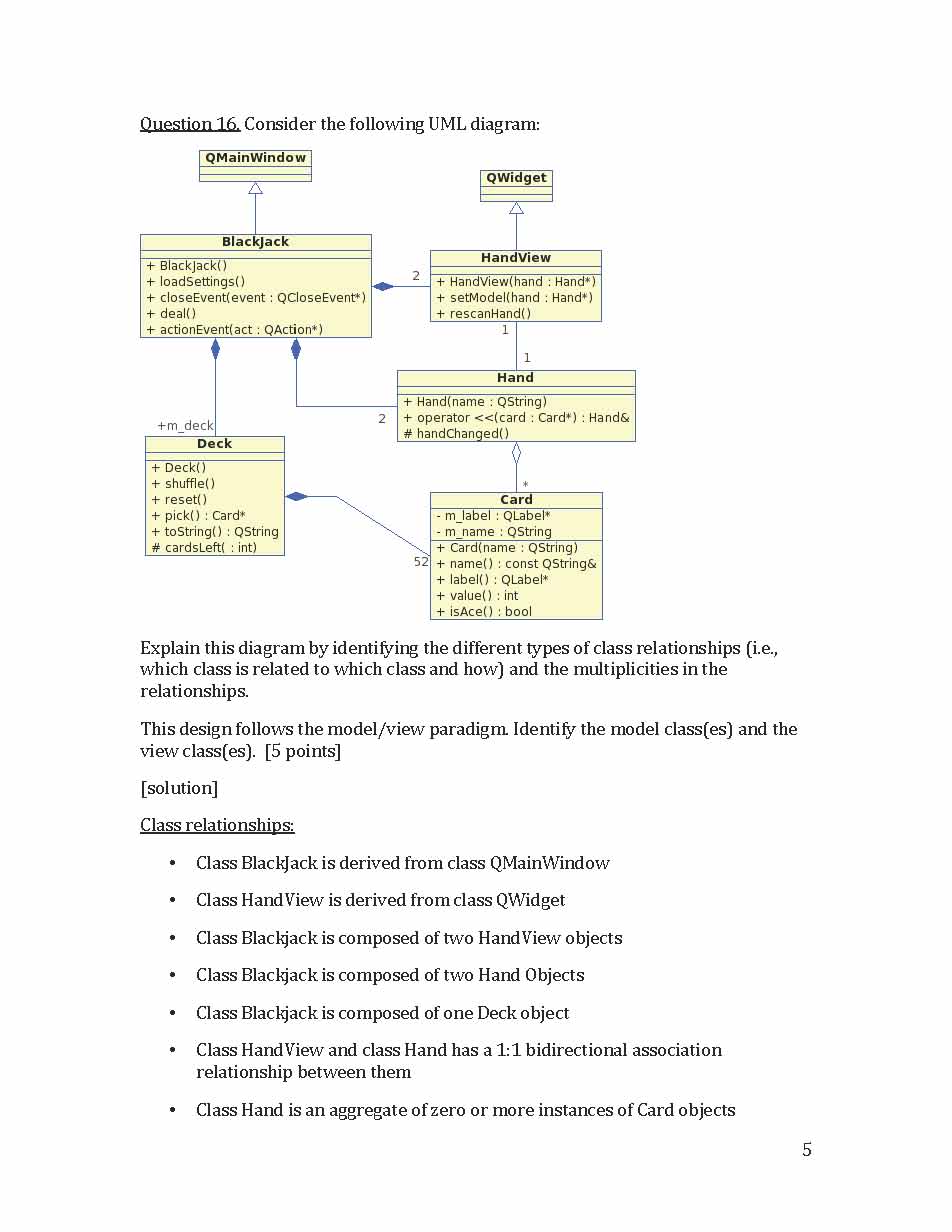 Question 16. Consider the following UML diagram:
QMainWindow
QWidget
BlackJack
+ BlackJack()
+ loadSettings()
+ closeEvent(event : QCloseEvent*)
+ deal()
+ actionEvent(act : QAction*)
2
HandView
+ HandView(hand : Hand*)
+ setModel(hand : Hand*)
+ rescanHand()
1
1
Hand
+ Hand(name : QString)
+ operator <<(card : Card*) : Hand&
# handChanged()
2
+m_deck
Deck
+ Deck()
+ shuffle()
+ reset()
+ pick() : Card*
+ toString() : QString
# cardsLeft( : int)
*
52
Card
- m_label : QLabel*
- m_name : QString
+ Card(name : QString)
+ name() : const QString&
+ label() : QLabel*
+ value() : int
+ isAce() : bool
Explain this diagram by identifying the different types of class relationships (i.e.,
which class is related to which class and how) and the multiplicities in the
relationships.
This design follows the model/view paradigm. Identify the model class(es) and the
view class(es). [5 points]
[solution]
Class relationships:
• Class BlackJack is derived from class QMainWindow
• Class HandView is derived from class QWidget
• Class Blackjack is composed of two HandView objects
• Class Blackjack is composed of two Hand Objects
• Class Blackjack is composed of one Deck object
• Class HandView and class Hand has a 1:1 bidirectional association
relationship between them
• Class Hand is an aggregate of zero or more instances of Card objects
5